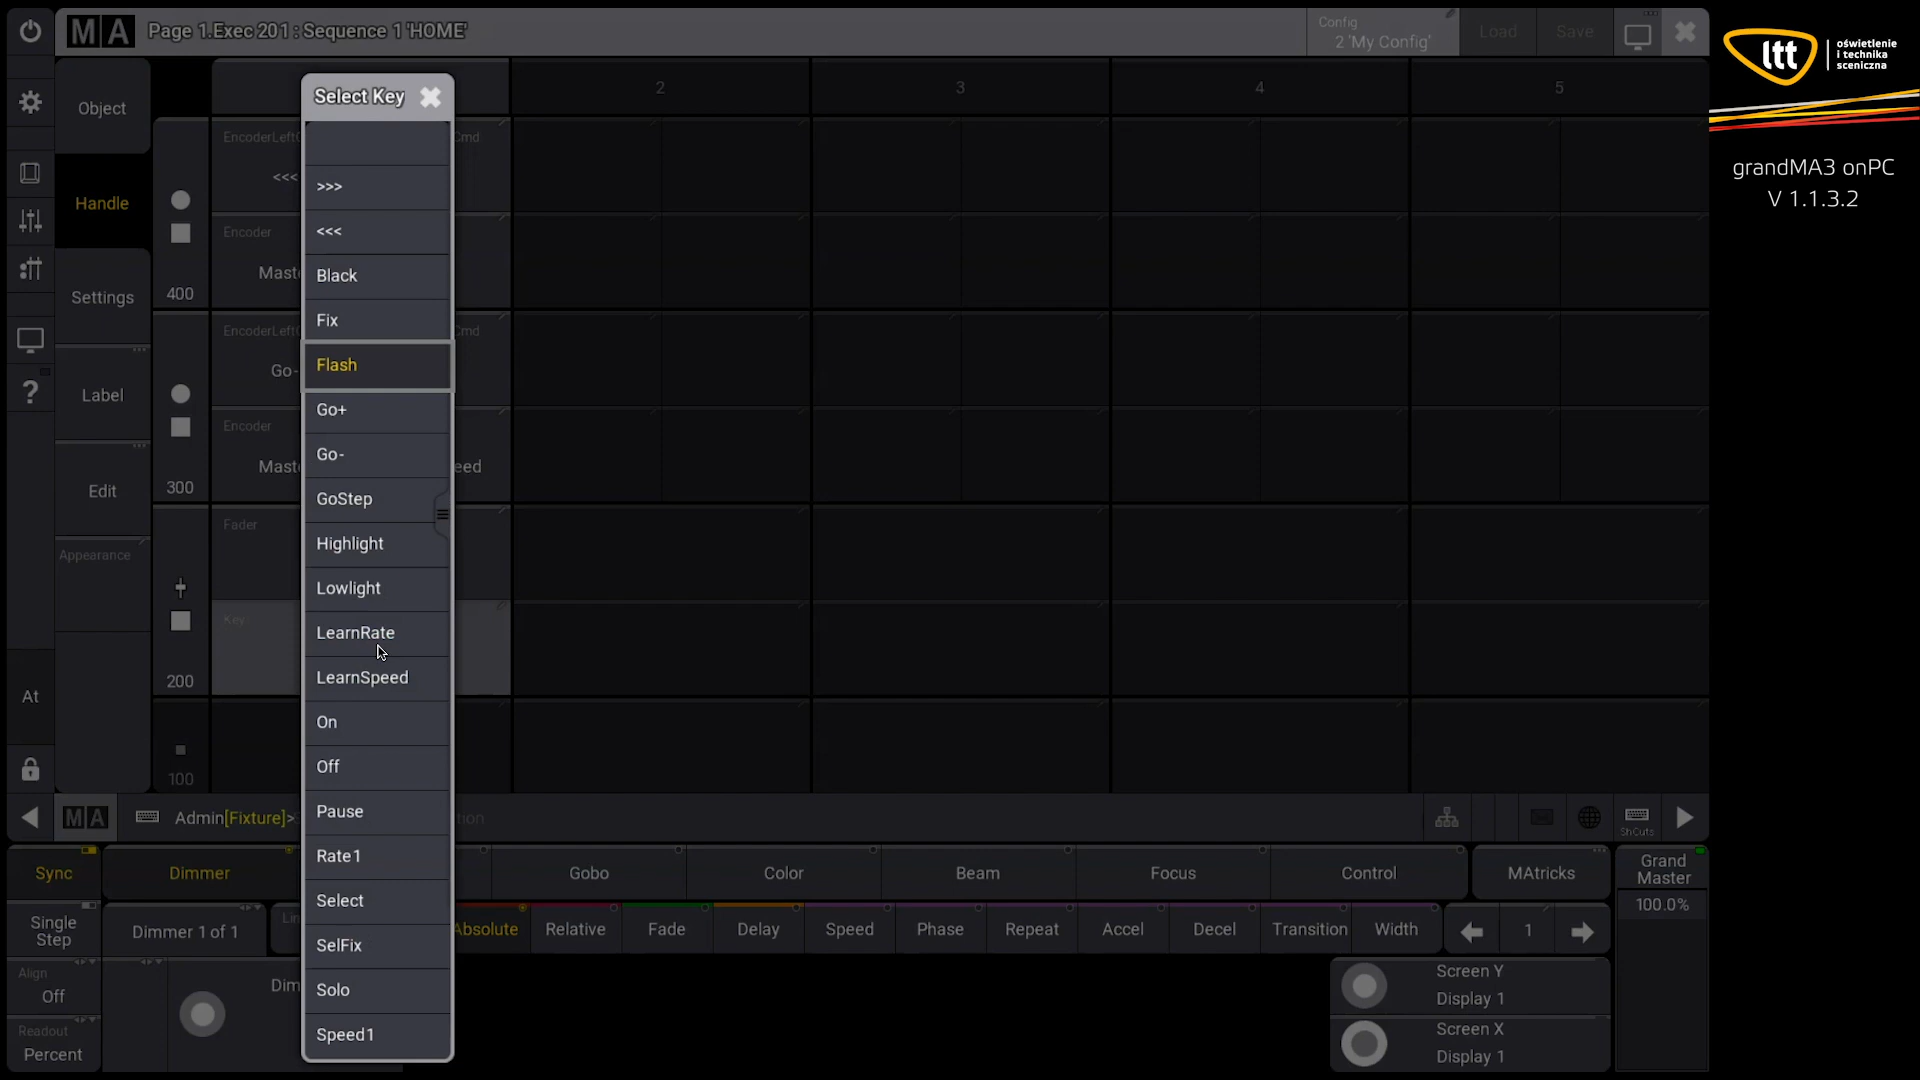 MA Page 1.Exec 201 : Sequence 1 'HOME'
Config
2 'My Config'
Load
Save
ltt
oświetlenie
i technika
sceniczna
grandMA3 onPC
V 1.1.3.2
Object
Handle
Settings
Label
Edit
Appearance
At
?
2
3
4
5
400
300
200
100
EncoderLeft
Cmd
<<<
Encoder
Mast
EncoderLeft
Cmd
Go-
Encoder
Mast
eed
Fader
Key
Select Key
>>>
<<<
Black
Fix
Flash
Go+
Go-
GoStep
Highlight
Lowlight
LearnRate
LearnSpeed
On
Off
Pause
Rate1
Select
SelFix
Solo
Speed1
MA
Admin[Fixture]>
tion
ShCuts
Sync
Dimmer
Gobo
Color
Beam
Focus
Control
MAtricks
Grand
Master
100.0%
Single
Step
Dimmer 1 of 1
Lin
Absolute
Relative
Fade
Delay
Speed
Phase
Repeat
Accel
Decel
Transition
Width
1
Align
Off
Readout
Percent
Dim
Screen Y
Display 1
Screen X
Display 1